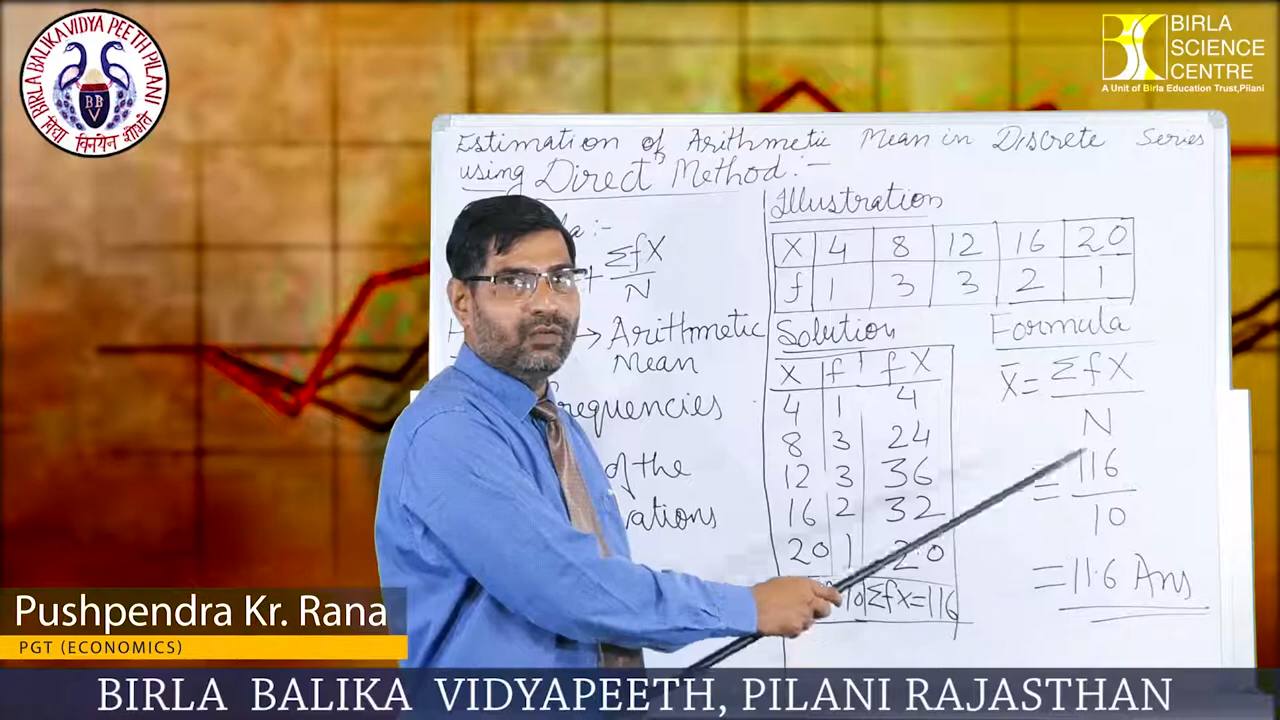 BIRLA BALIKA VIDYA PEETH PILANI
BB
V
BIRLA
SCIENCE
CENTRE
A Unit of Birla Education Trust,Pilani
Estimation of Arithmetic Mean in Discrete Series
using Direct Method:-
Illustration
X 4 8 12 16 20
f 1 3 3 2 1
ΣfX
N
→ Arithmetic
Mean
frequencies
of the
Solution
X f fX
4 1 4
8 3 24
12 3 36
16 2 32
20 1 20
10 ΣfX=116
Formula
X̄ = ΣfX
N
= 116
10
= 11.6 Ans
Pushpendra Kr. Rana
PGT (ECONOMICS)
BIRLA BALIKA VIDYAPEETH, PILANI RAJASTHAN